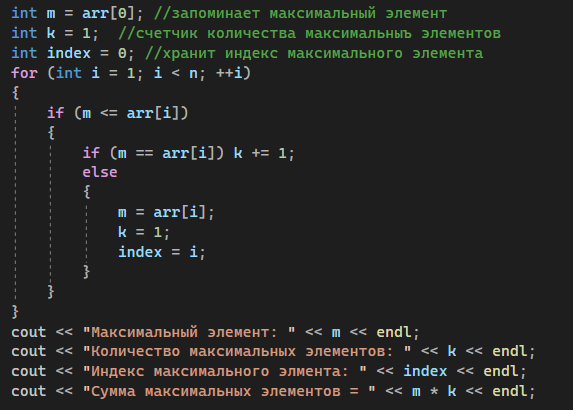 int m = arr[0]; //запоминает максимальный элемент
int k = 1;  //счетчик количества максимальныъ элементов
int index = 0; //хранит индекс максимального элемента
for (int i = 1; i < n; ++i)
{
    if (m <= arr[i])
    {
        if (m == arr[i]) k += 1;
        else
        {
            m = arr[i];
            k = 1;
            index = i;
        }
    }
}
cout << "Максимальный элемент: " << m << endl;
cout << "Количество максимальных элементов: " << k << endl;
cout << "Индекс максимального элмента: " << index << endl;
cout << "Сумма максимальных элементов = " << m * k << endl;